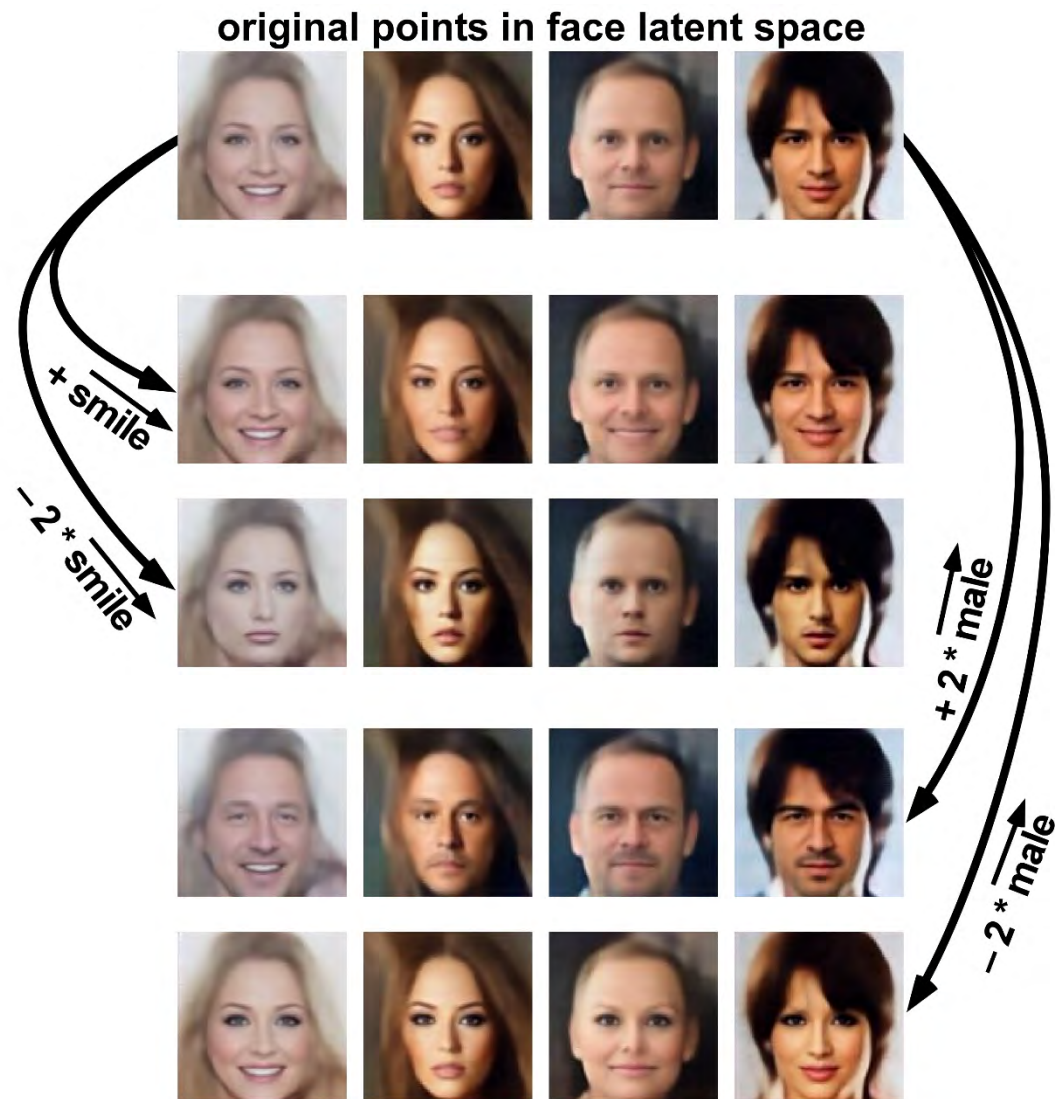 original points in face latent space
+ smile
– 2 * smile
+ 2 * male
– 2 * male